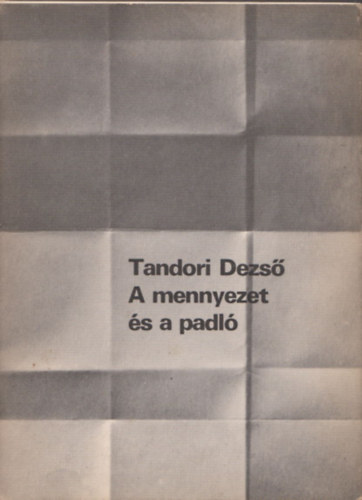 Tandori Dezső
A mennyezet
és a padló